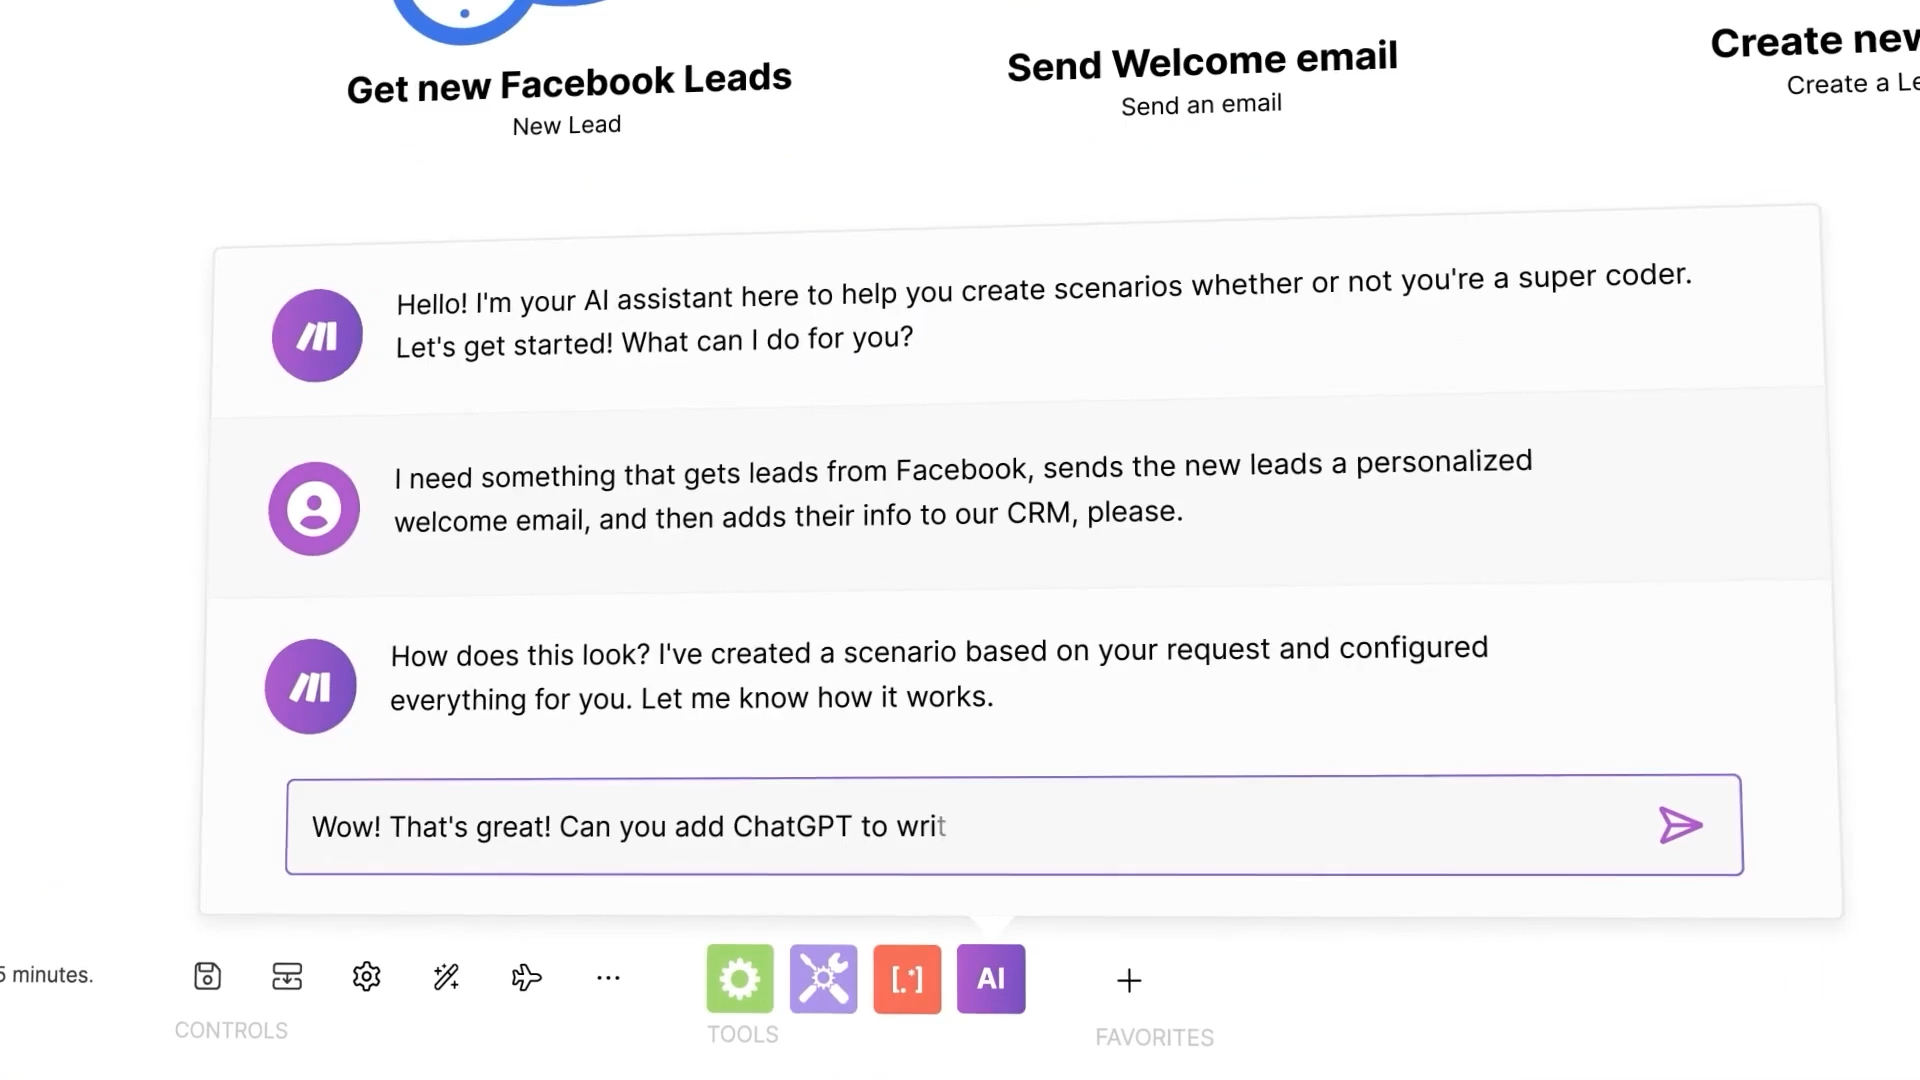 Get new Facebook Leads
New Lead
Send Welcome email
Send an email
Create new
Create a Le
Hello! I'm your AI assistant here to help you create scenarios whether or not you're a super coder.
Let's get started! What can I do for you?
I need something that gets leads from Facebook, sends the new leads a personalized
welcome email, and then adds their info to our CRM, please.
How does this look? I've created a scenario based on your request and configured
everything for you. Let me know how it works.
Wow! That's great! Can you add ChatGPT to writ
5 minutes.
CONTROLS
[.*]
AI
TOOLS
FAVORITES